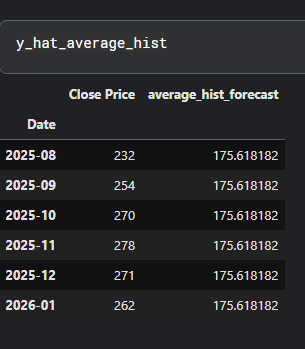 y_hat_average_hist
Close Price average_hist_forecast
Date
2025-08 232 175.618182
2025-09 254 175.618182
2025-10 270 175.618182
2025-11 278 175.618182
2025-12 271 175.618182
2026-01 262 175.618182